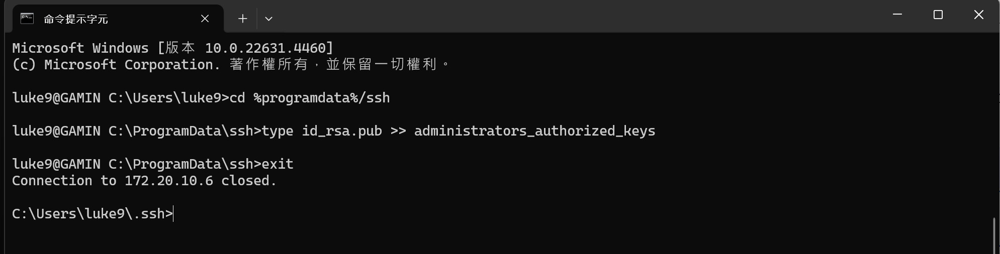 命令提示字元
Microsoft Windows [版本 10.0.22631.4460]
(c) Microsoft Corporation. 著作權所有，並保留一切權利。
luke9@GAMIN C:\Users\luke9>cd %programdata%/ssh
luke9@GAMIN C:\ProgramData\ssh>type id_rsa.pub >> administrators_authorized_keys
luke9@GAMIN C:\ProgramData\ssh>exit
Connection to 172.20.10.6 closed.
C:\Users\luke9\.ssh>